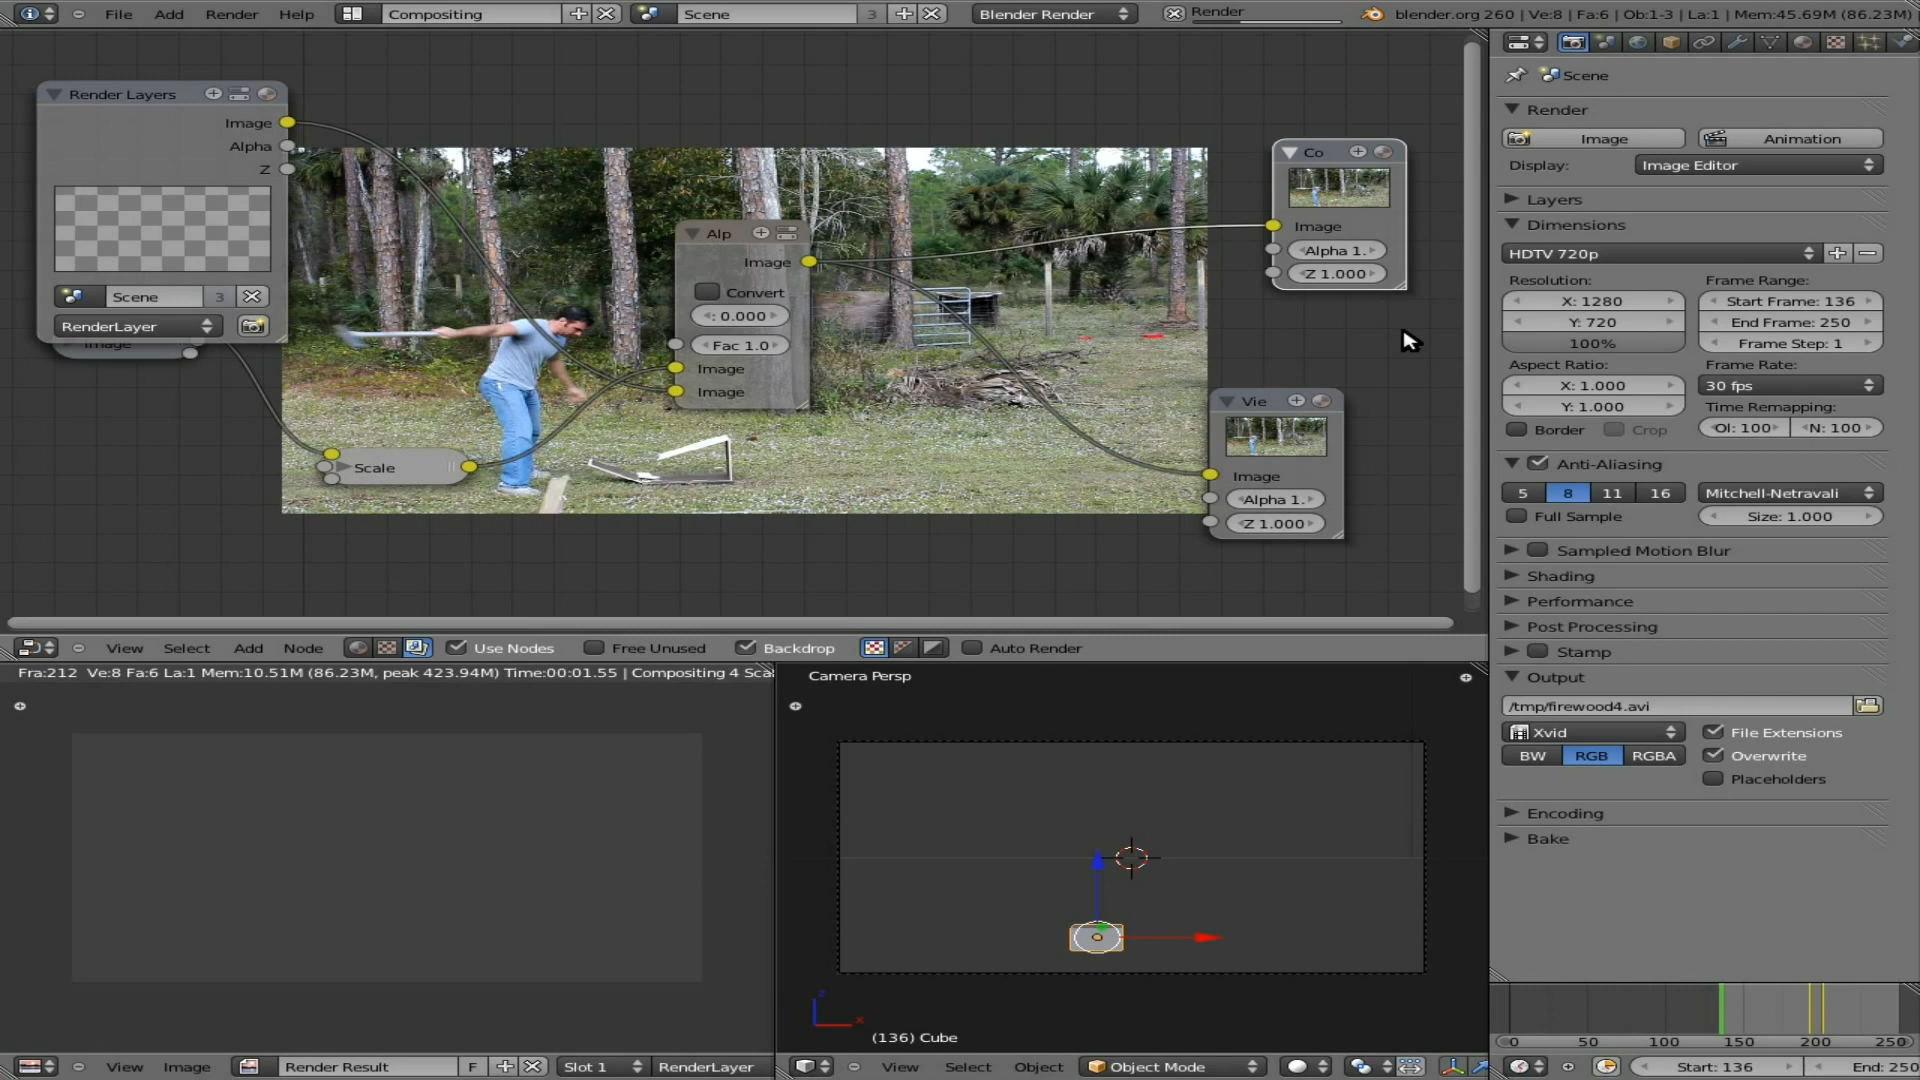 File Add Render Help Compositing Scene 3 Blender Render Render blender.org 260 | Ve:8 | Fa:6 | Ob:1-3 | La:1 | Mem:45.69M (86.23M) |
Render Layers
Image
Alpha
Z
Scene 3
RenderLayer
Image
Scale
Alp
Image
Convert
: 0.000
Fac 1.0
Image
Image
Co
Image
Alpha 1.
Z 1.000
Vie
Image
Alpha 1.
Z 1.000
View Select Add Node Use Nodes Free Unused Backdrop Auto Render
Fra:212 Ve:8 Fa:6 La:1 Mem:10.51M (86.23M, peak 423.94M) Time:00:01.55 | Compositing 4 Sca
View Image Render Result F Slot 1 RenderLayer
Camera Persp
z
x
(136) Cube
View Select Object Object Mode
Scene
Render
Image Animation
Display: Image Editor
Layers
Dimensions
HDTV 720p
Resolution: Frame Range:
X: 1280 Start Frame: 136
Y: 720 End Frame: 250
100% Frame Step: 1
Aspect Ratio: Frame Rate:
X: 1.000 30 fps
Y: 1.000 Time Remapping:
Border Crop Ol: 100 N: 100
Anti-Aliasing
5 8 11 16 Mitchell-Netravali
Full Sample Size: 1.000
Sampled Motion Blur
Shading
Performance
Post Processing
Stamp
Output
/tmp/firewood4.avi
Xvid File Extensions
BW RGB RGBA Overwrite
Placeholders
Encoding
Bake
0 50 100 150 200 250
Start: 136 End: 250